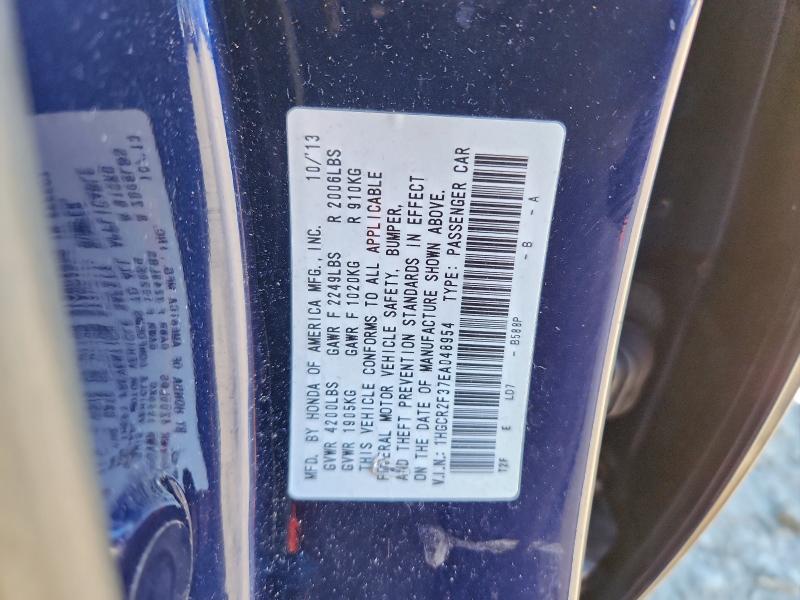 MFD. BY HONDA OF AMERICA MFG., INC. 10/'13
GVWR 4200LBS GAWR F 2249LBS R 2006LBS
GVWR 1905KG GAWR F 1020KG R 910KG
THIS VEHICLE CONFORMS TO ALL APPLICABLE
FEDERAL MOTOR VEHICLE SAFETY, BUMPER,
AND THEFT PREVENTION STANDARDS IN EFFECT
ON THE DATE OF MANUFACTURE SHOWN ABOVE.
V.I.N.: 1HGCR2F37EA048954 TYPE: PASSENGER CAR
T2F E LD7 - B588P - B - A